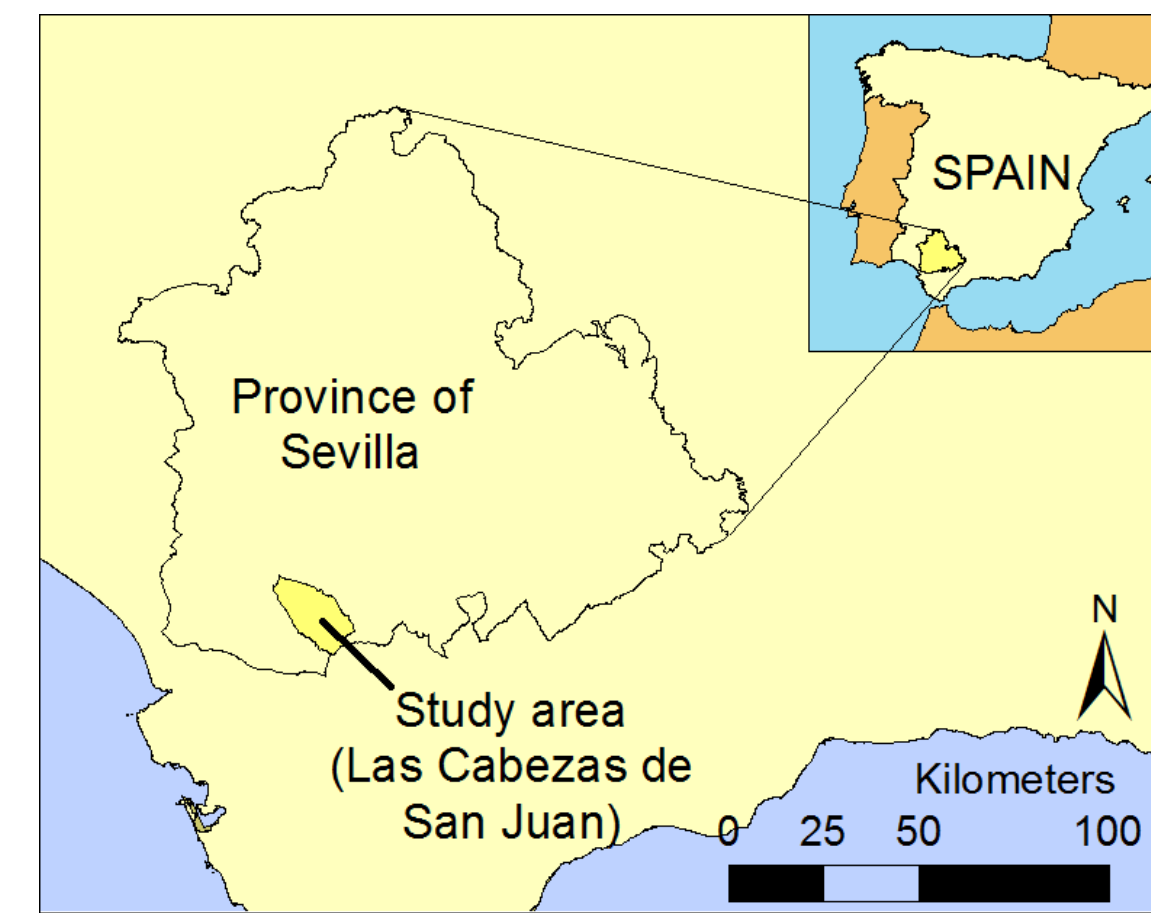 SPAIN
Province of
Sevilla
Study area
(Las Cabezas de
San Juan)
N
Kilometers
0 25 50 100